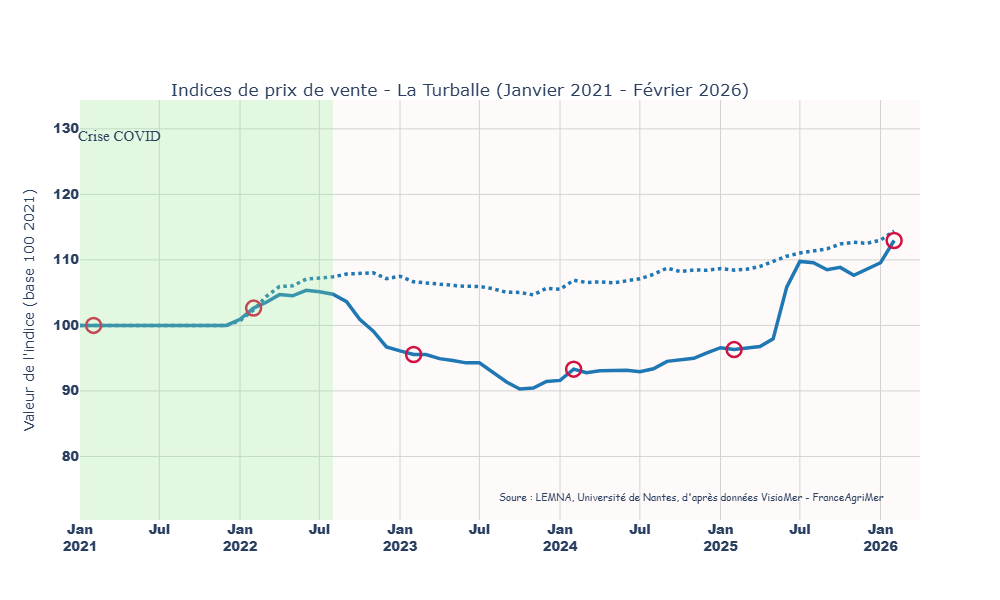 Indices de prix de vente - La Turballe (Janvier 2021 - Février 2026)
Valeur de l'indice (base 100 2021)
130
Crise COVID
120
110
100
90
80
Soure : LEMNA, Université de Nantes, d'après données VisioMer - FranceAgriMer
Jan Jul Jan Jul Jan Jul Jan Jul Jan Jul Jan
2021 2022 2023 2024 2025 2026